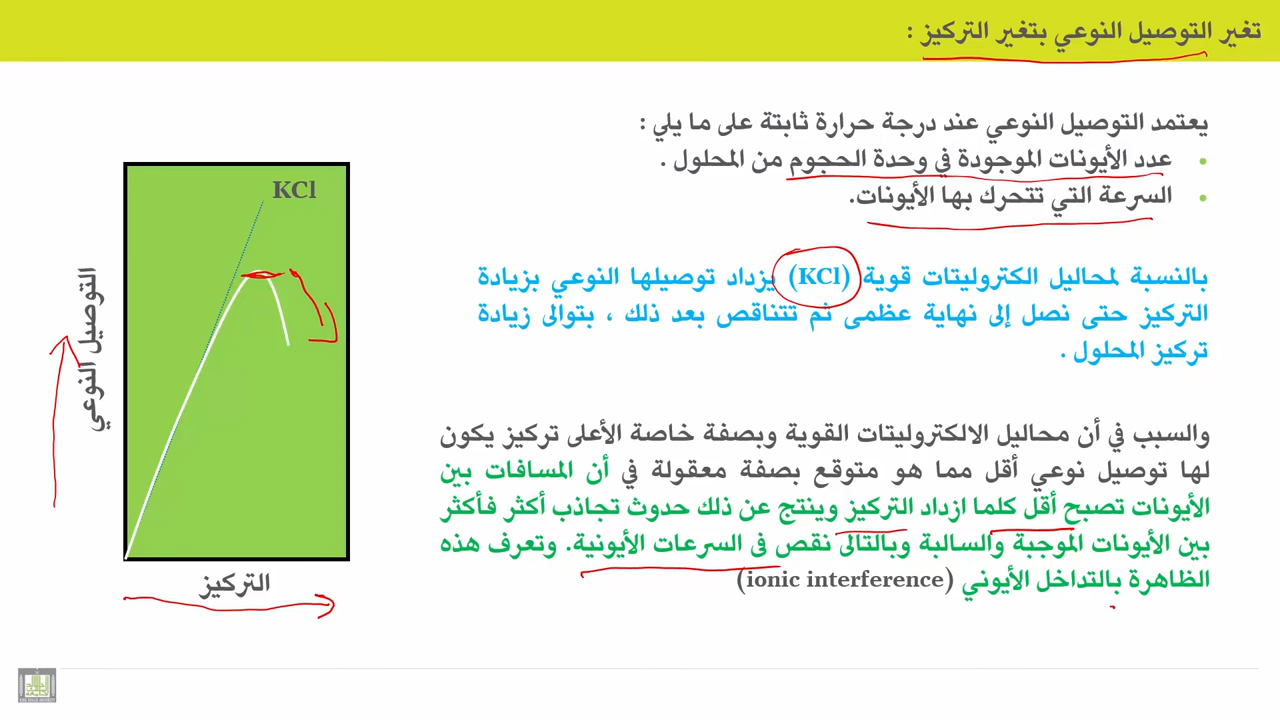 تغير التوصيل النوعي بتغير التركيز :
يعتمد التوصيل النوعي عند درجة حرارة ثابتة على ما يلي :
• عدد الأيونات الموجودة في وحدة الحجوم من المحلول .
• السرعة التي تتحرك بها الأيونات.
بالنسبة لمحاليل الكتروليتات قوية (KCl) يزداد توصيلها النوعي بزيادة
التركيز حتى نصل إلى نهاية عظمى ثم تتناقص بعد ذلك ، بتوالى زيادة
تركيز المحلول .
والسبب في أن محاليل الالكتروليتات القوية وبصفة خاصة الأعلى تركيز يكون
لها توصيل نوعي أقل مما هو متوقع بصفة معقولة في أن المسافات بين
الأيونات تصبح أقل كلما ازداد التركيز وينتج عن ذلك حدوث تجاذب أكثر فأكثر
بين الأيونات الموجبة والسالبة وبالتالى نقص فى السرعات الأيونية. وتعرف هذه
الظاهرة بالتداخل الأيوني (ionic interference)
KCl
التوصيل النوعي
التركيز